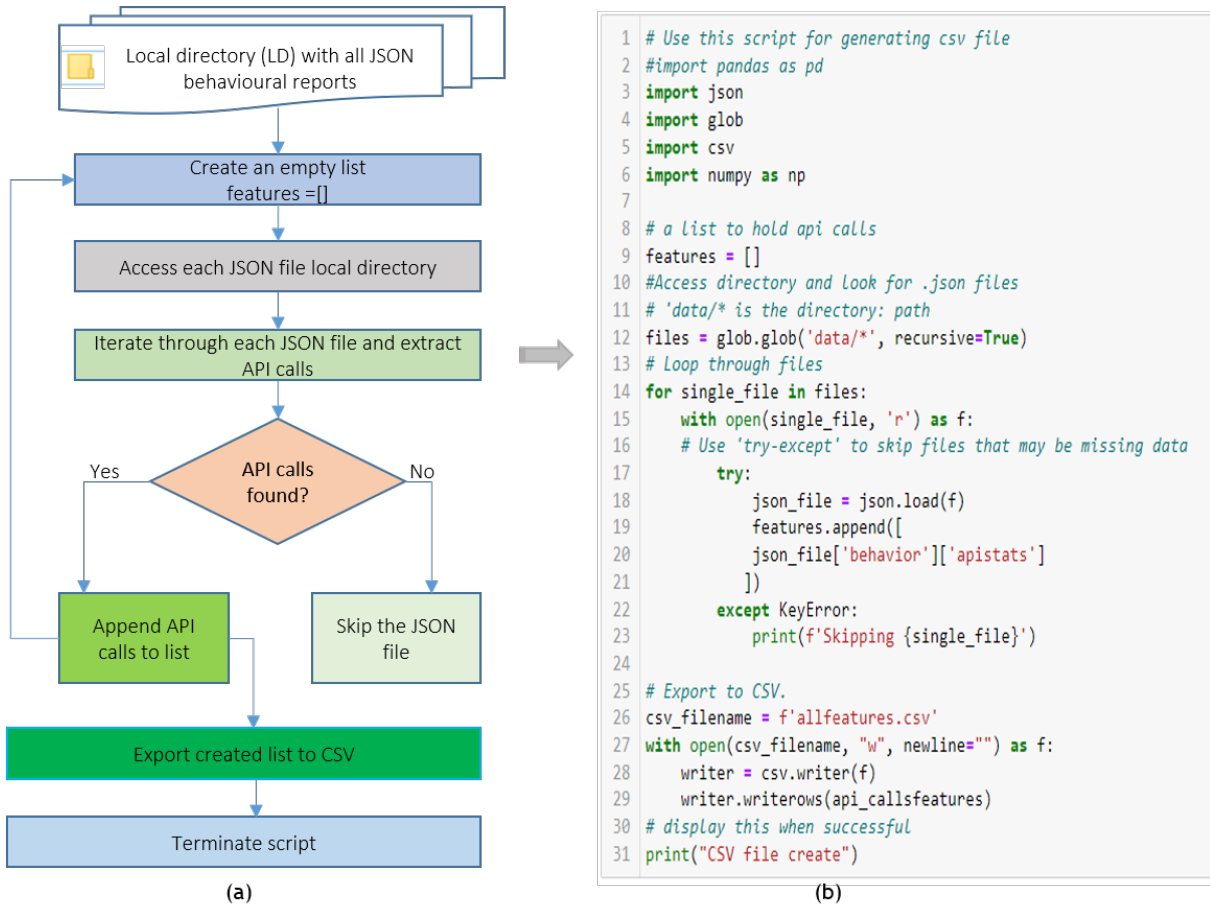 Local directory (LD) with all JSON
behavioural reports
Create an empty list
features =[]
Access each JSON file local directory
Iterate through each JSON file and extract
API calls
API calls
found?
Yes
No
Append API
calls to list
Skip the JSON
file
Export created list to CSV
Terminate script
(a)
1 # Use this script for generating csv file
2 #import pandas as pd
3 import json
4 import glob
5 import csv
6 import numpy as np
7
8 # a list to hold api calls
9 features = []
10 #Access directory and look for .json files
11 # 'data/* is the directory: path
12 files = glob.glob('data/*', recursive=True)
13 # Loop through files
14 for single_file in files:
15     with open(single_file, 'r') as f:
16     # Use 'try-except' to skip files that may be missing data
17         try:
18             json_file = json.load(f)
19             features.append([
20             json_file['behavior']['apistats']
21            ])
22         except KeyError:
23             print(f'Skipping {single_file}')
24
25 # Export to CSV.
26 csv_filename = f'allfeatures.csv'
27 with open(csv_filename, "w", newline="") as f:
28     writer = csv.writer(f)
29     writer.writerows(api_callsfeatures)
30 # display this when successful
31 print("CSV file create")
(b)